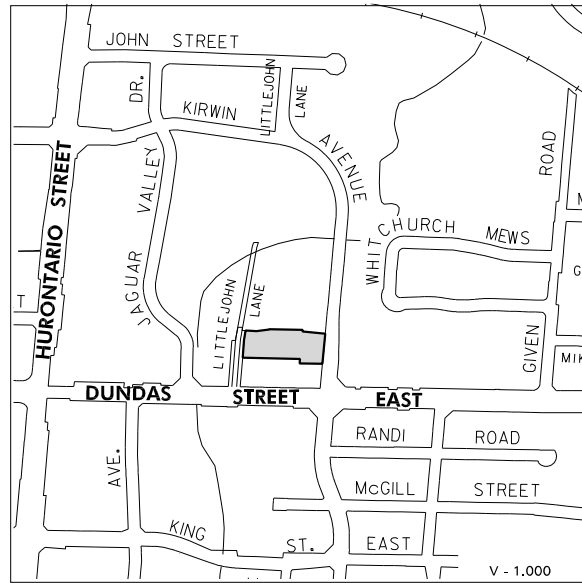 JOHN STREET
DR.
KIRWIN
LITTLEJOHN
LANE
AVENUE
ROAD
HURONTARIO STREET
JAGUAR VALLEY
WHITCHURCH MEWS
M
G
T
LITTLEJOHN
LANE
GIVEN
MIK
DUNDAS STREET EAST
RANDI ROAD
AVE.
McGILL STREET
KING ST. EAST
V - 1.000